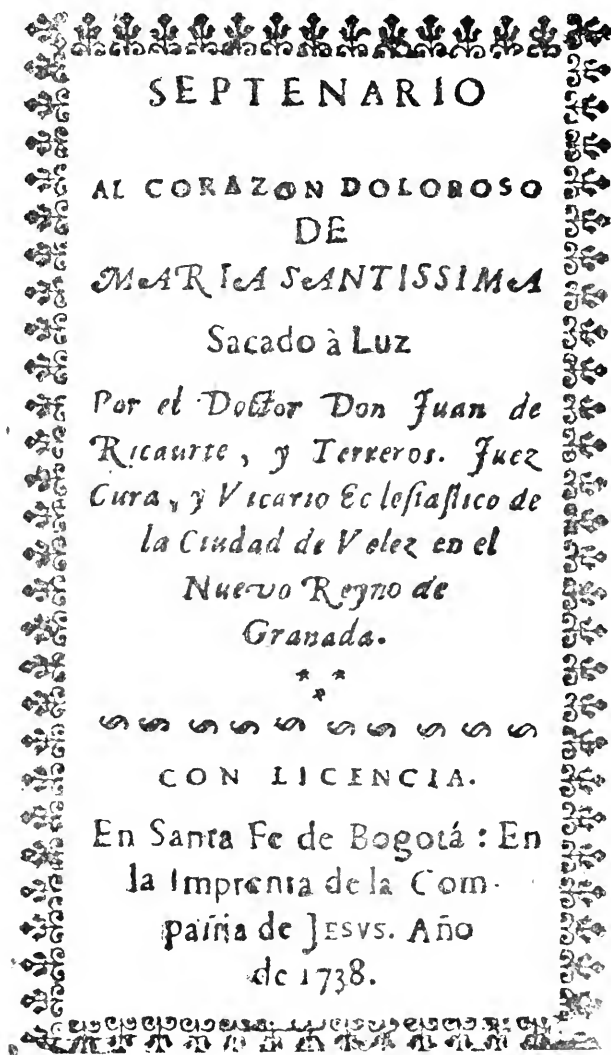 SEPTENARIO
AL CORAZON DOLOROSO
DE
MARIA SANTISSIMA
Sacado à Luz
Por el Doctor Don Juan de
Ricaurte, y Terreros. Juez
Cura, y Vicario Eclesiaſtico de
la Ciudad de Velez en el
Nuevo Reyno de
Granada.
* *
*
CON LICENCIA.
En Santa Fe de Bogotá : En
la Imprenta de la Com-
pañia de JESVS. Año
de 1738.